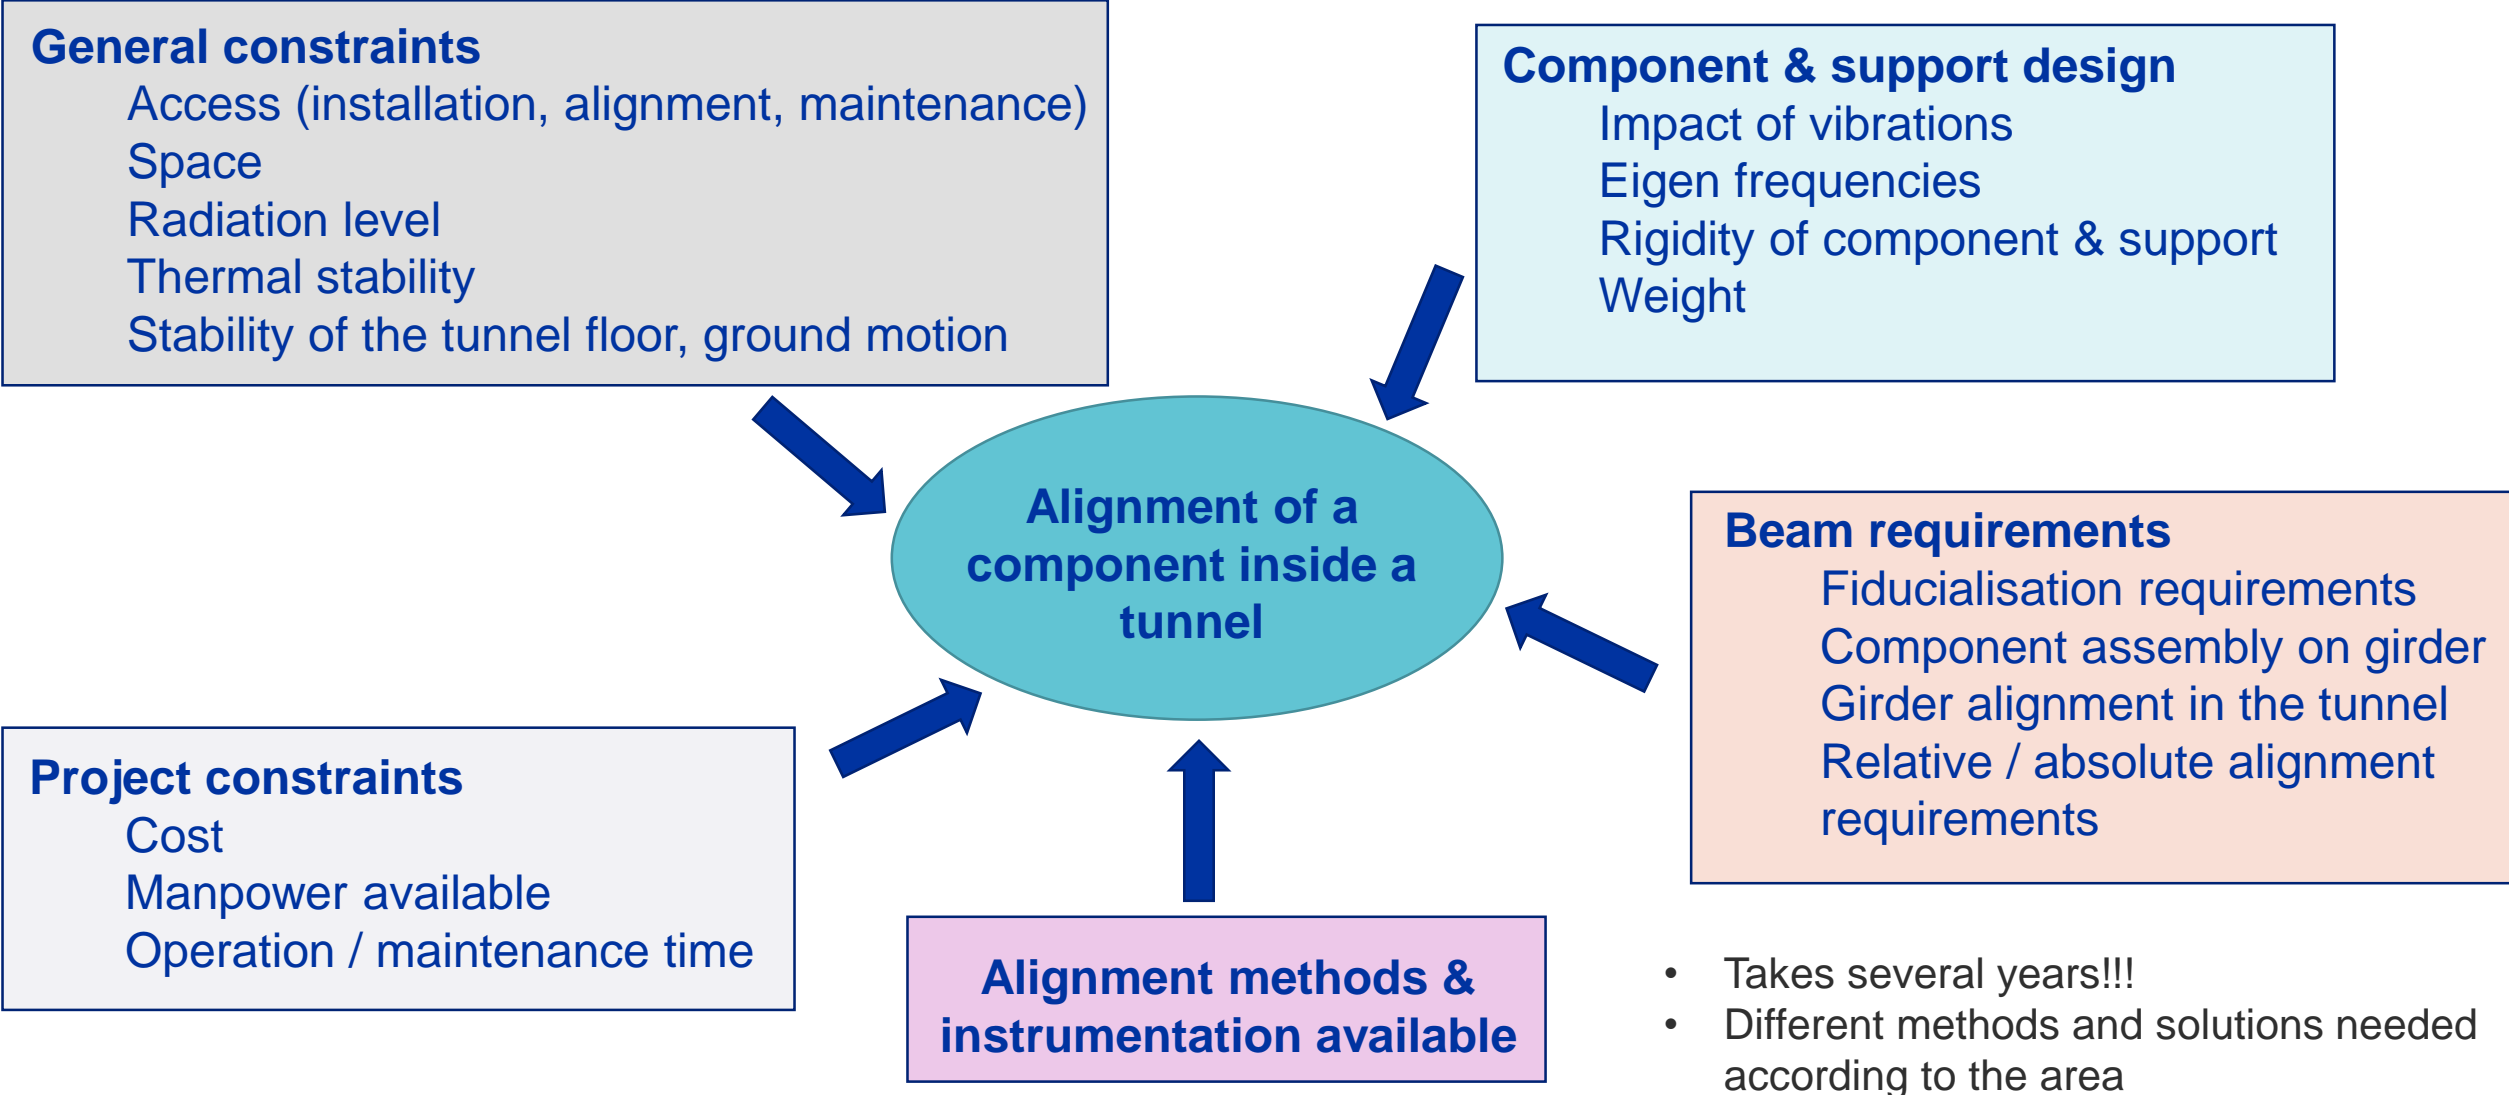 General constraints
Access (installation, alignment, maintenance)
Space
Radiation level
Thermal stability
Stability of the tunnel floor, ground motion
Component & support design
Impact of vibrations
Eigen frequencies
Rigidity of component & support
Weight
Alignment of a
component inside a
tunnel
Beam requirements
Fiducialisation requirements
Component assembly on girder
Girder alignment in the tunnel
Relative / absolute alignment
requirements
Project constraints
Cost
Manpower available
Operation / maintenance time
Alignment methods &
instrumentation available
• Takes several years!!!
• Different methods and solutions needed
according to the area